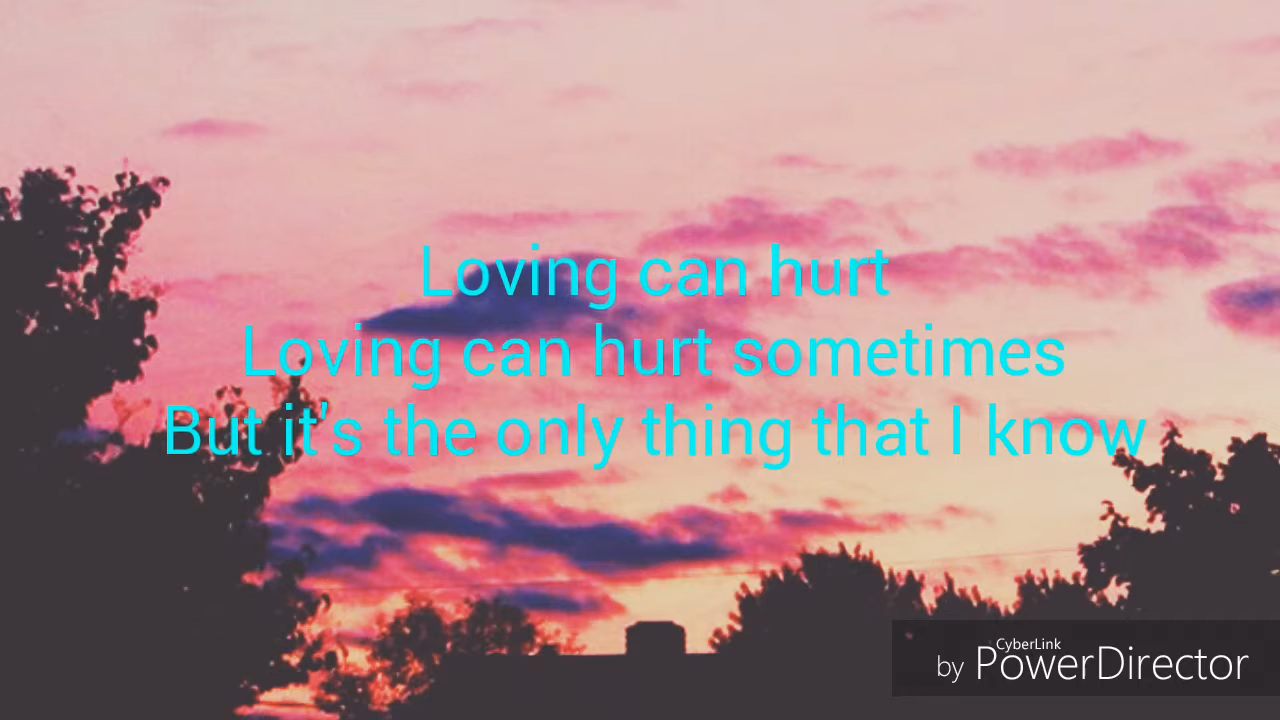 Loving can hurt
Loving can hurt sometimes
But it's the only thing that I know
CyberLink
by PowerDirector